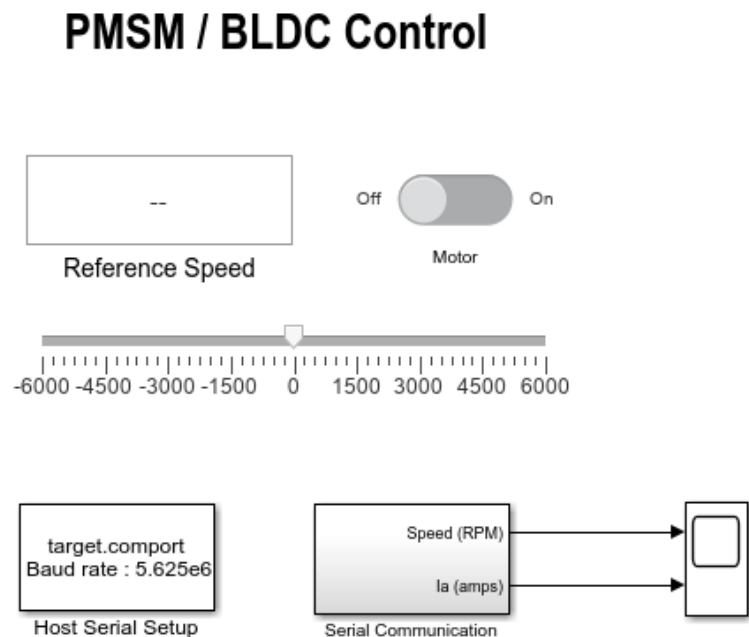 PMSM / BLDC Control
--
Off
On
Reference Speed
Motor
-6000 -4500 -3000 -1500 0 1500 3000 4500 6000
target.comport
Baud rate : 5.625e6
Speed (RPM)
Ia (amps)
Host Serial Setup
Serial Communication